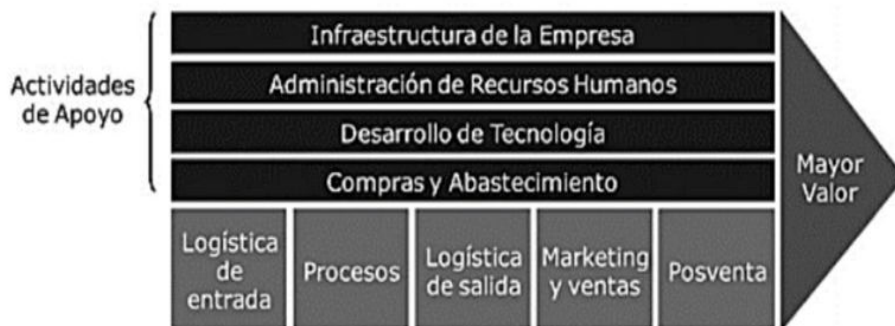 Infraestructura de la Empresa
Administración de Recursos Humanos
Desarrollo de Tecnología
Compras y Abastecimiento
Actividades
de Apoyo
Logística
de
entrada
Procesos
Logística
de salida
Marketing
y ventas
Posventa
Mayor
Valor